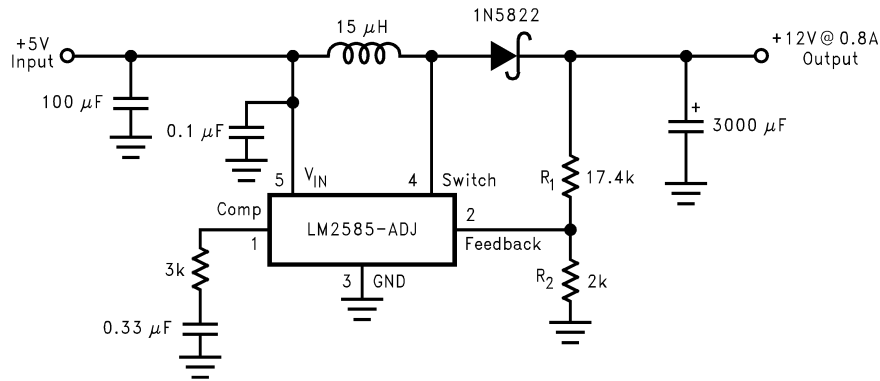 1N5822
15 μH
+5V
Input
+12V @ 0.8A
Output
100 μF
0.1 μF
+
3000 μF
5
VIN
4
Switch
R1
17.4k
Comp
1
LM2585-ADJ
2
Feedback
3k
3
GND
R2
2k
0.33 μF